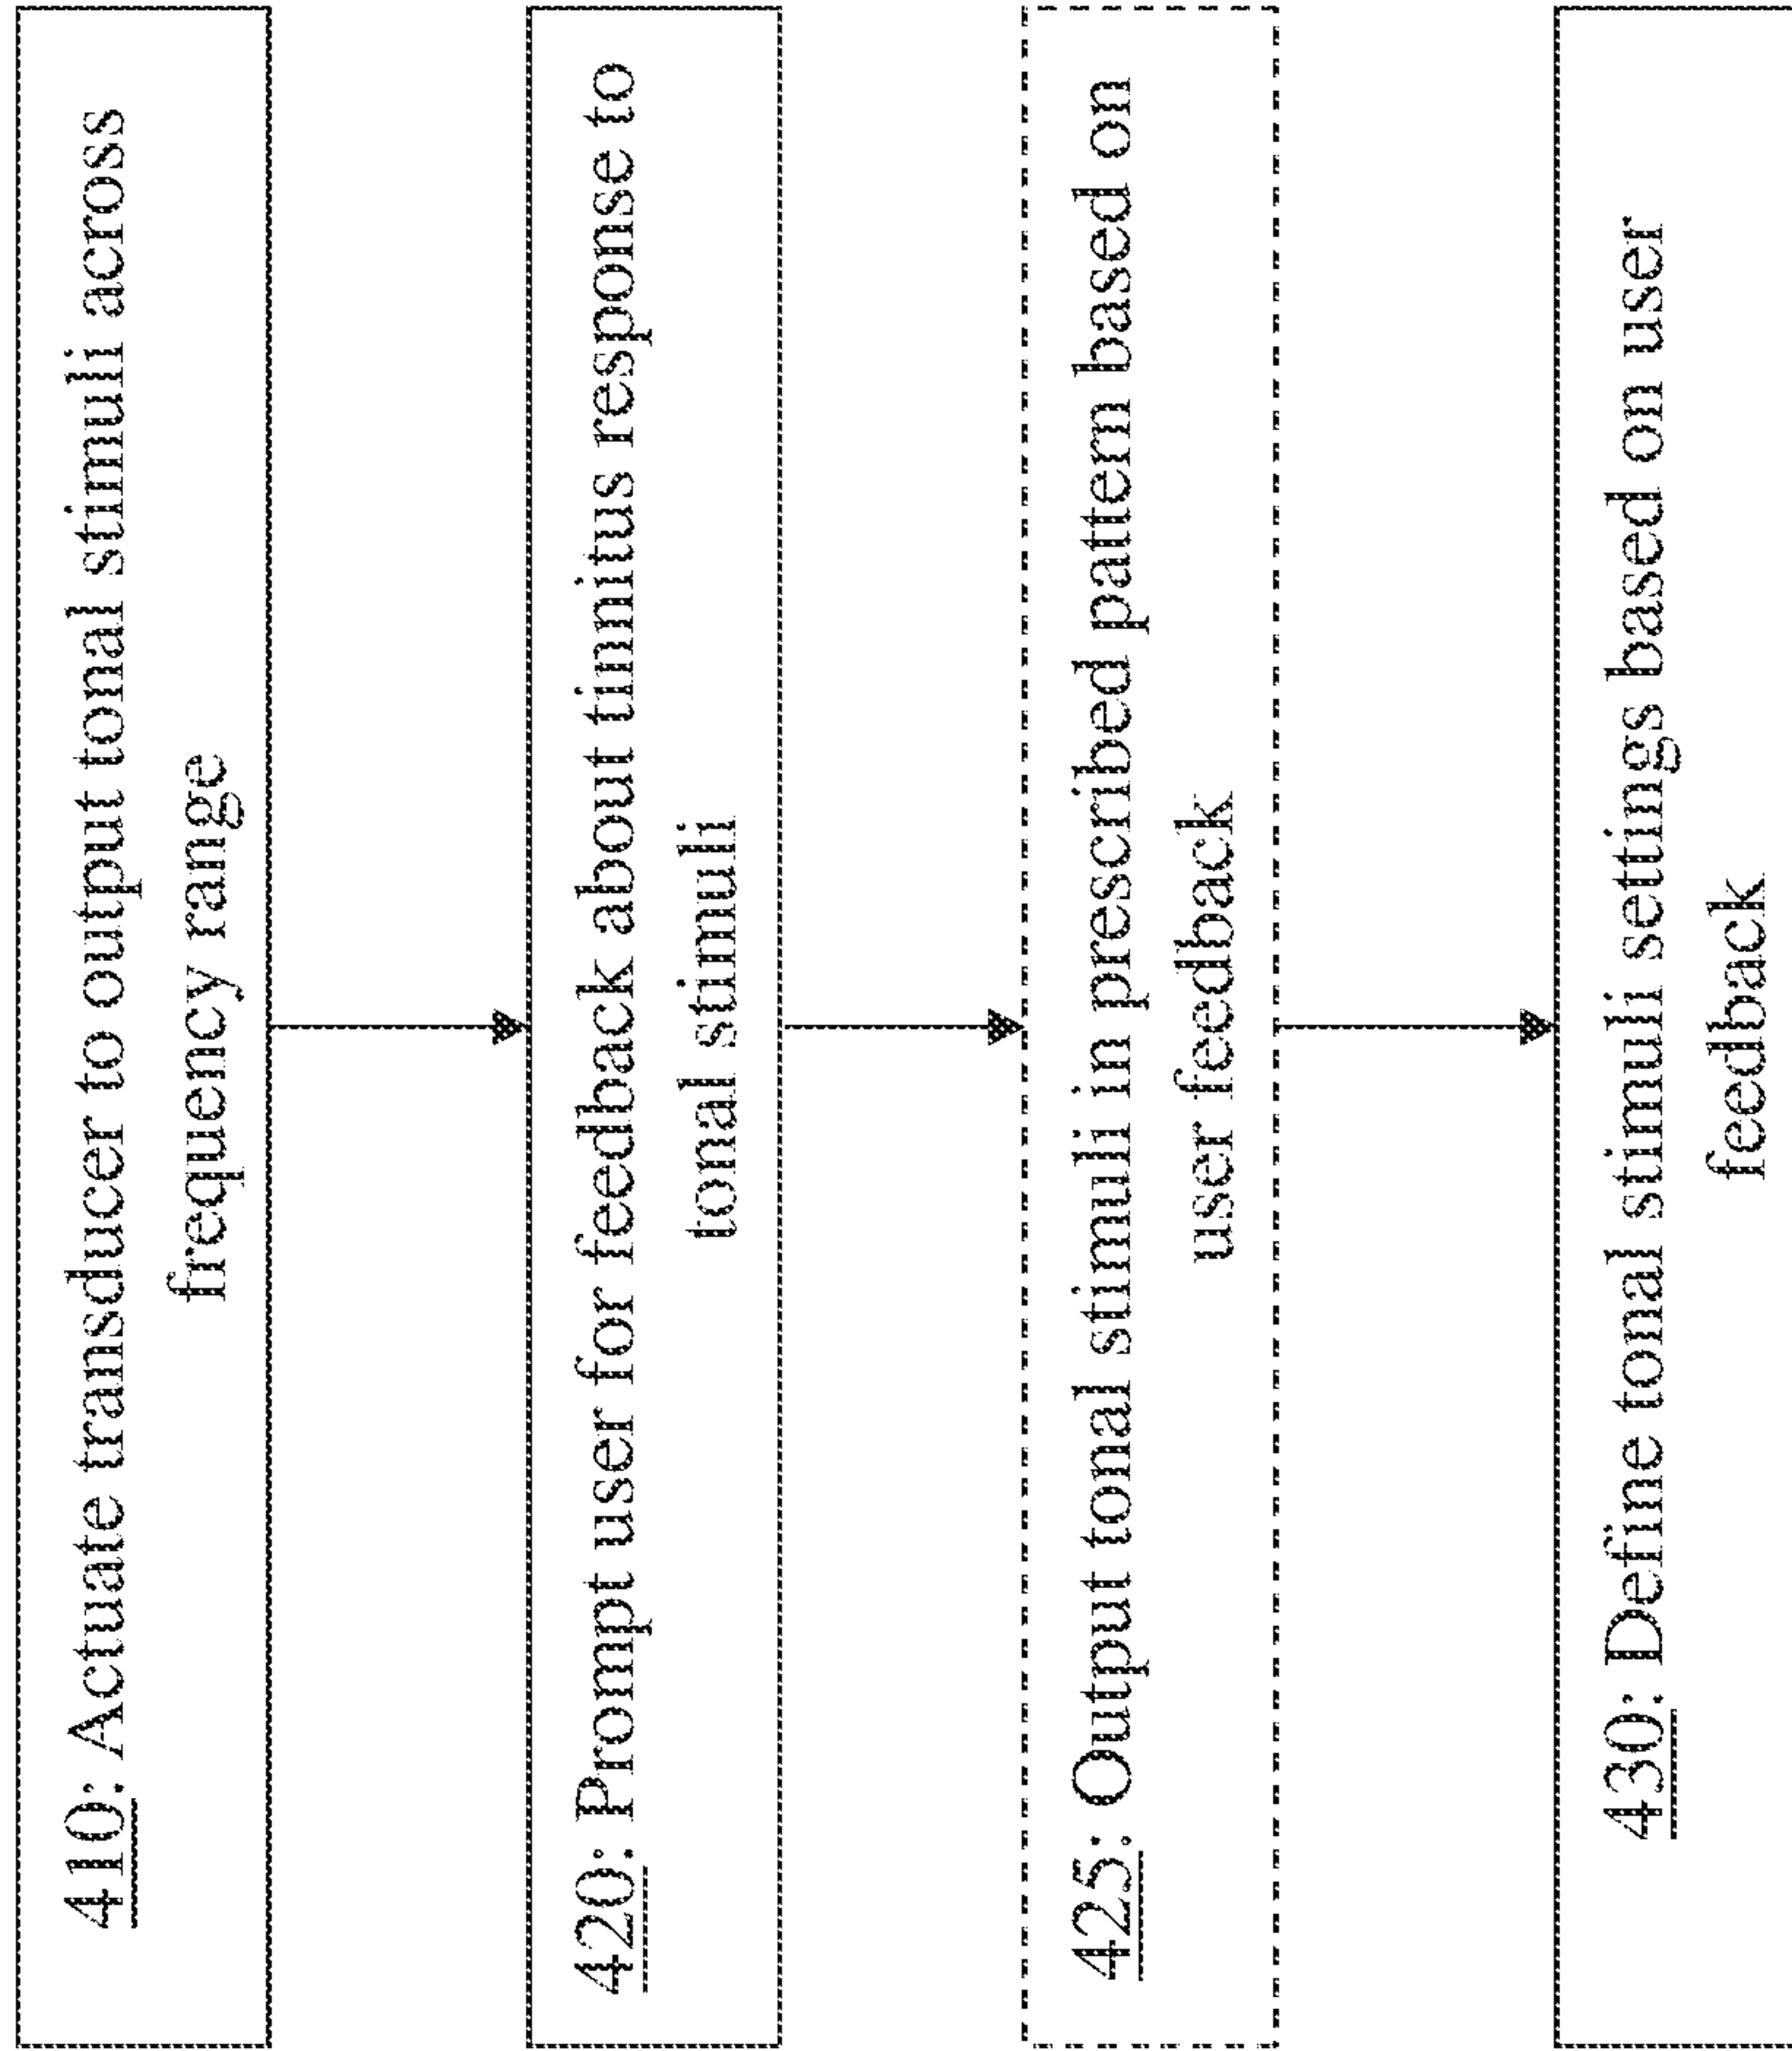 410: Actuate transducer to output tonal stimuli across
frequency range
420: Prompt user for feedback about tinnitus response to
tonal stimuli
425: Output tonal stimuli in prescribed pattern based on
user feedback
430: Define tonal stimuli settings based on user
feedback